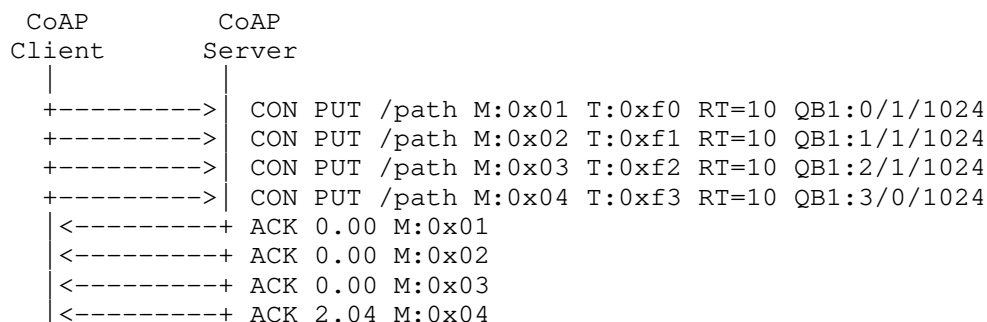 CoAP CoAP
Client Server
| |
+--------->| CON PUT /path M:0x01 T:0xf0 RT=10 QB1:0/1/1024
+--------->| CON PUT /path M:0x02 T:0xf1 RT=10 QB1:1/1/1024
+--------->| CON PUT /path M:0x03 T:0xf2 RT=10 QB1:2/1/1024
+--------->| CON PUT /path M:0x04 T:0xf3 RT=10 QB1:3/0/1024
|<---------+ ACK 0.00 M:0x01
|<---------+ ACK 0.00 M:0x02
|<---------+ ACK 0.00 M:0x03
|<---------+ ACK 2.04 M:0x04